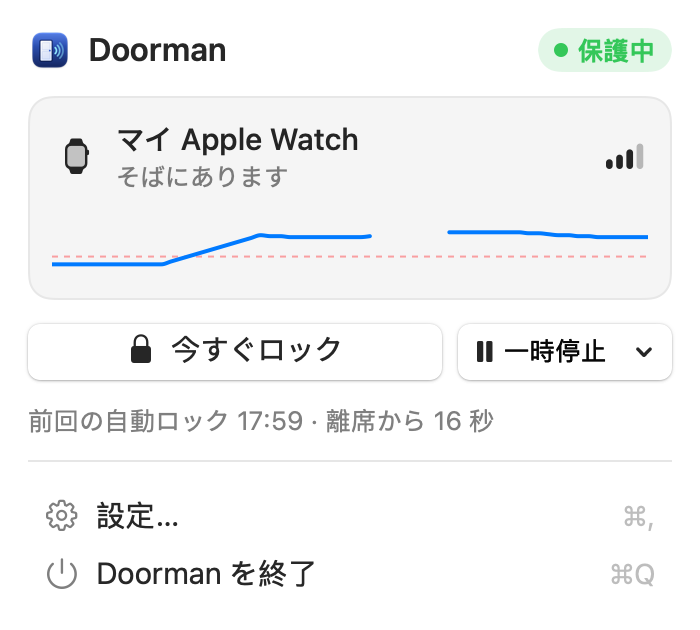 Doorman
保護中
マイ Apple Watch
そばにあります
今すぐロック
一時停止
前回の自動ロック 17:59 · 離席から 16 秒
設定...
⌘,
Doorman を終了
⌘Q